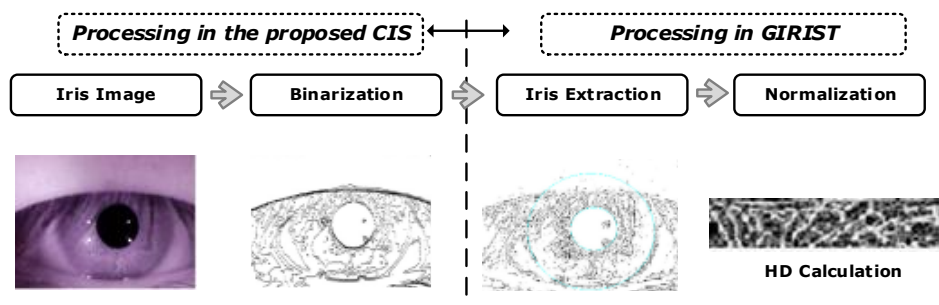 Processing in the proposed CIS
Processing in GIRIST
Iris Image
Binarization
Iris Extraction
Normalization
HD Calculation